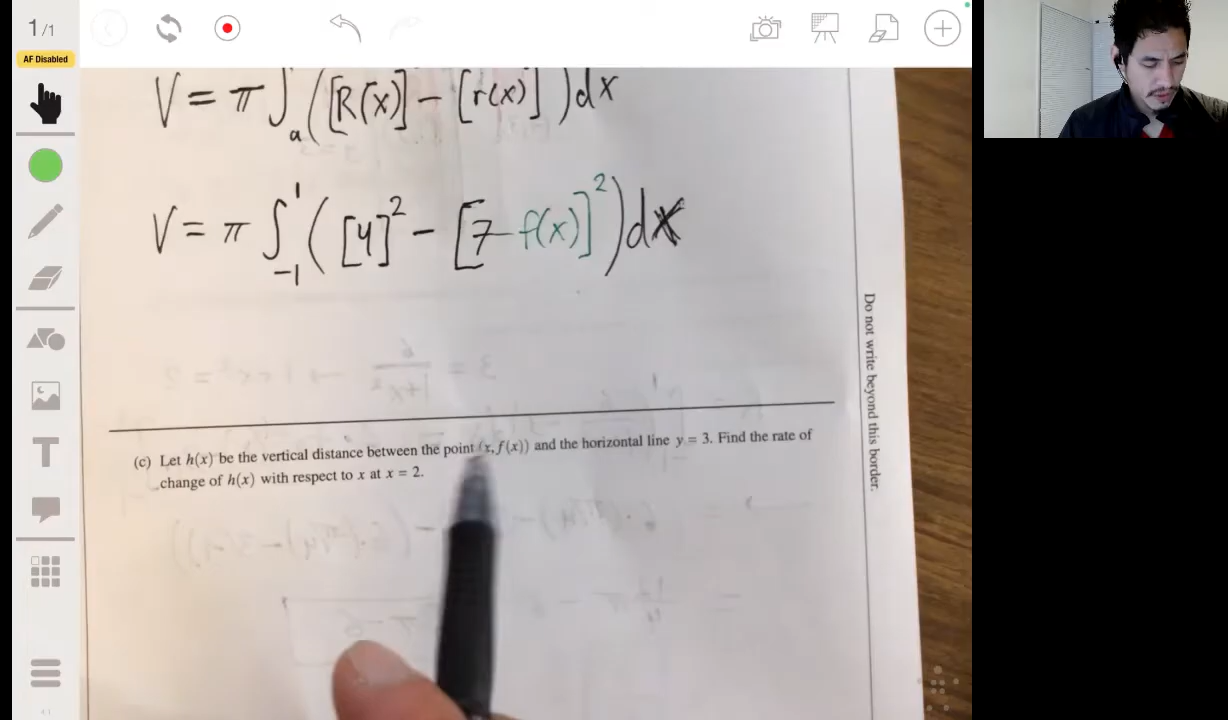 1/1
AF Disabled
V = π ∫a ([R(x)] - [r(x)] ) dx
V = π ∫-1^1 ([4]^2 - [7 - f(x)]^2) dx
(c) Let h(x) be the vertical distance between the point (x, f(x)) and the horizontal line y = 3. Find the rate of
change of h(x) with respect to x at x = 2.
Do not write beyond this border.
T